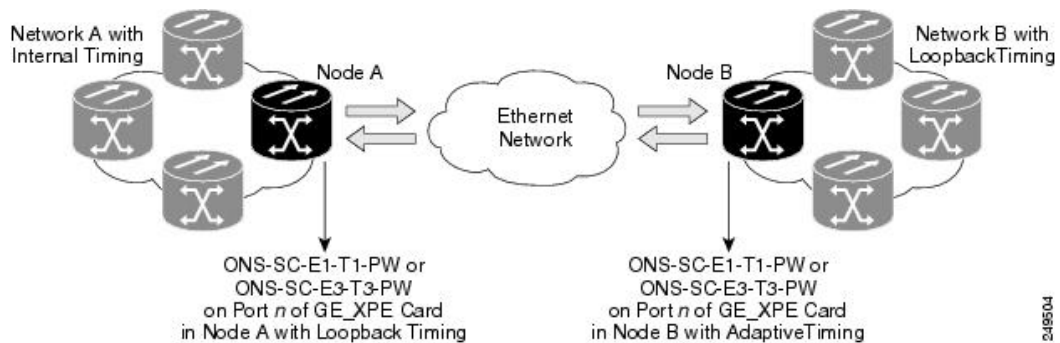 Network A with
Internal Timing
Node A
Ethernet
Network
Node B
Network B with
LoopbackTiming
ONS-SC-E1-T1-PW or
ONS-SC-E3-T3-PW
on Port n of GE_XPE Card
in Node A with Loopback Timing
ONS-SC-E1-T1-PW or
ONS-SC-E3-T3-PW
on Port n of GE_XPE Card
in Node B with AdaptiveTiming
249504